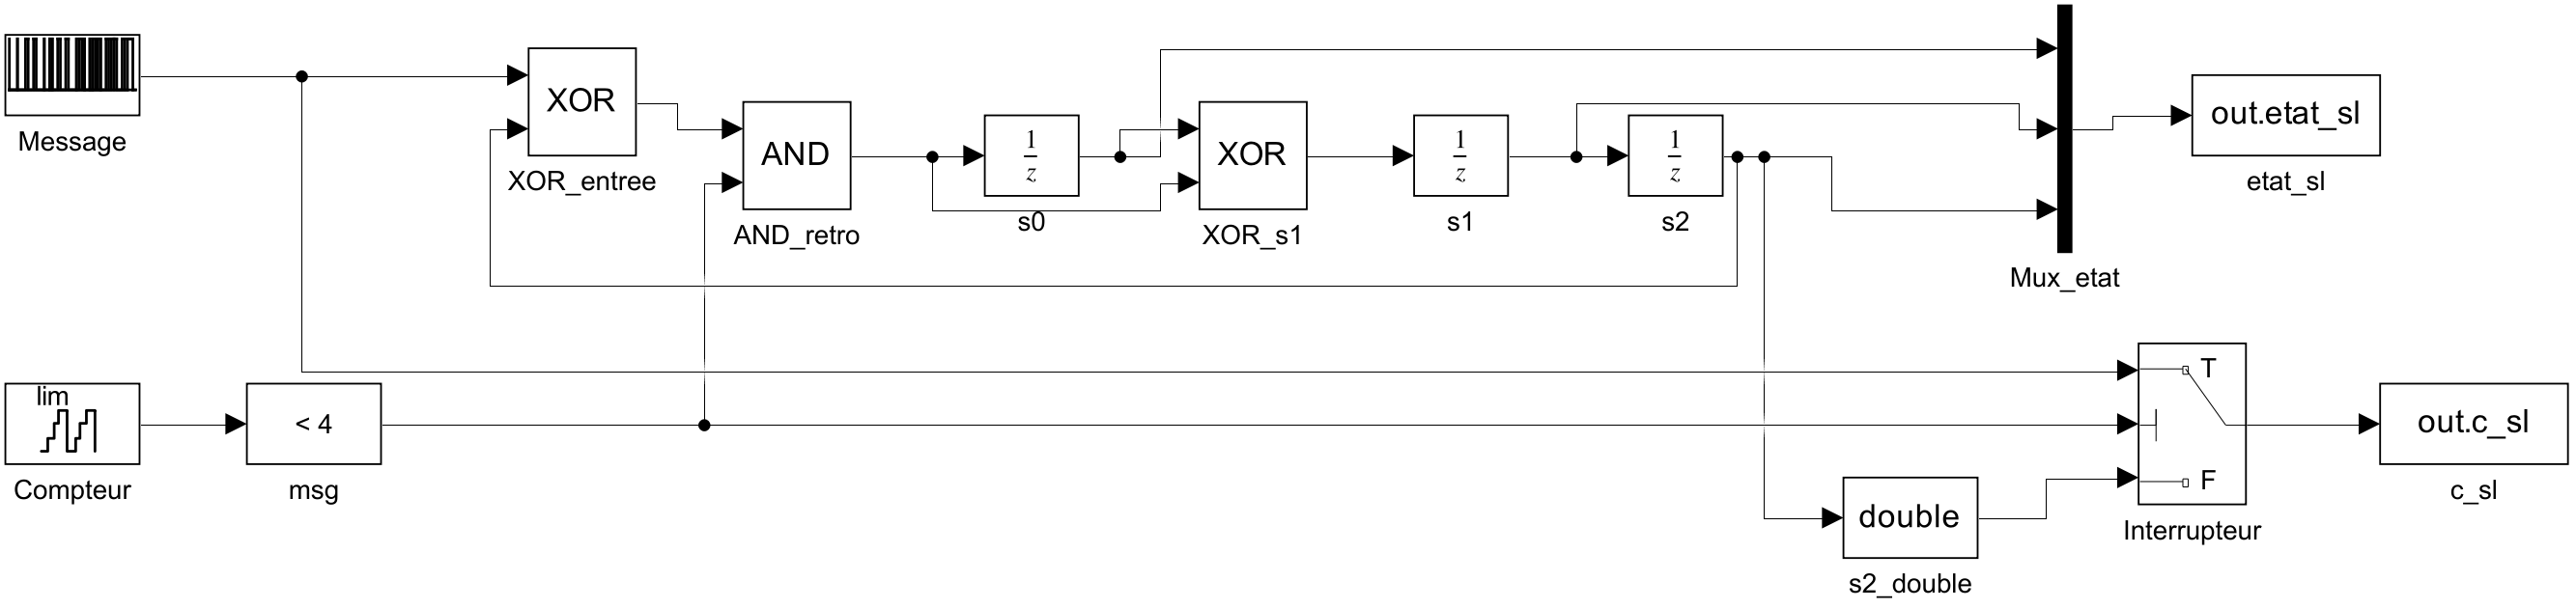 Message
XOR
XOR_entree
AND
AND_retro
1
z
s0
XOR
XOR_s1
1
z
s1
1
z
s2
Mux_etat
out.etat_sl
etat_sl
lim
Compteur
< 4
msg
double
s2_double
T
F
Interrupteur
out.c_sl
c_sl